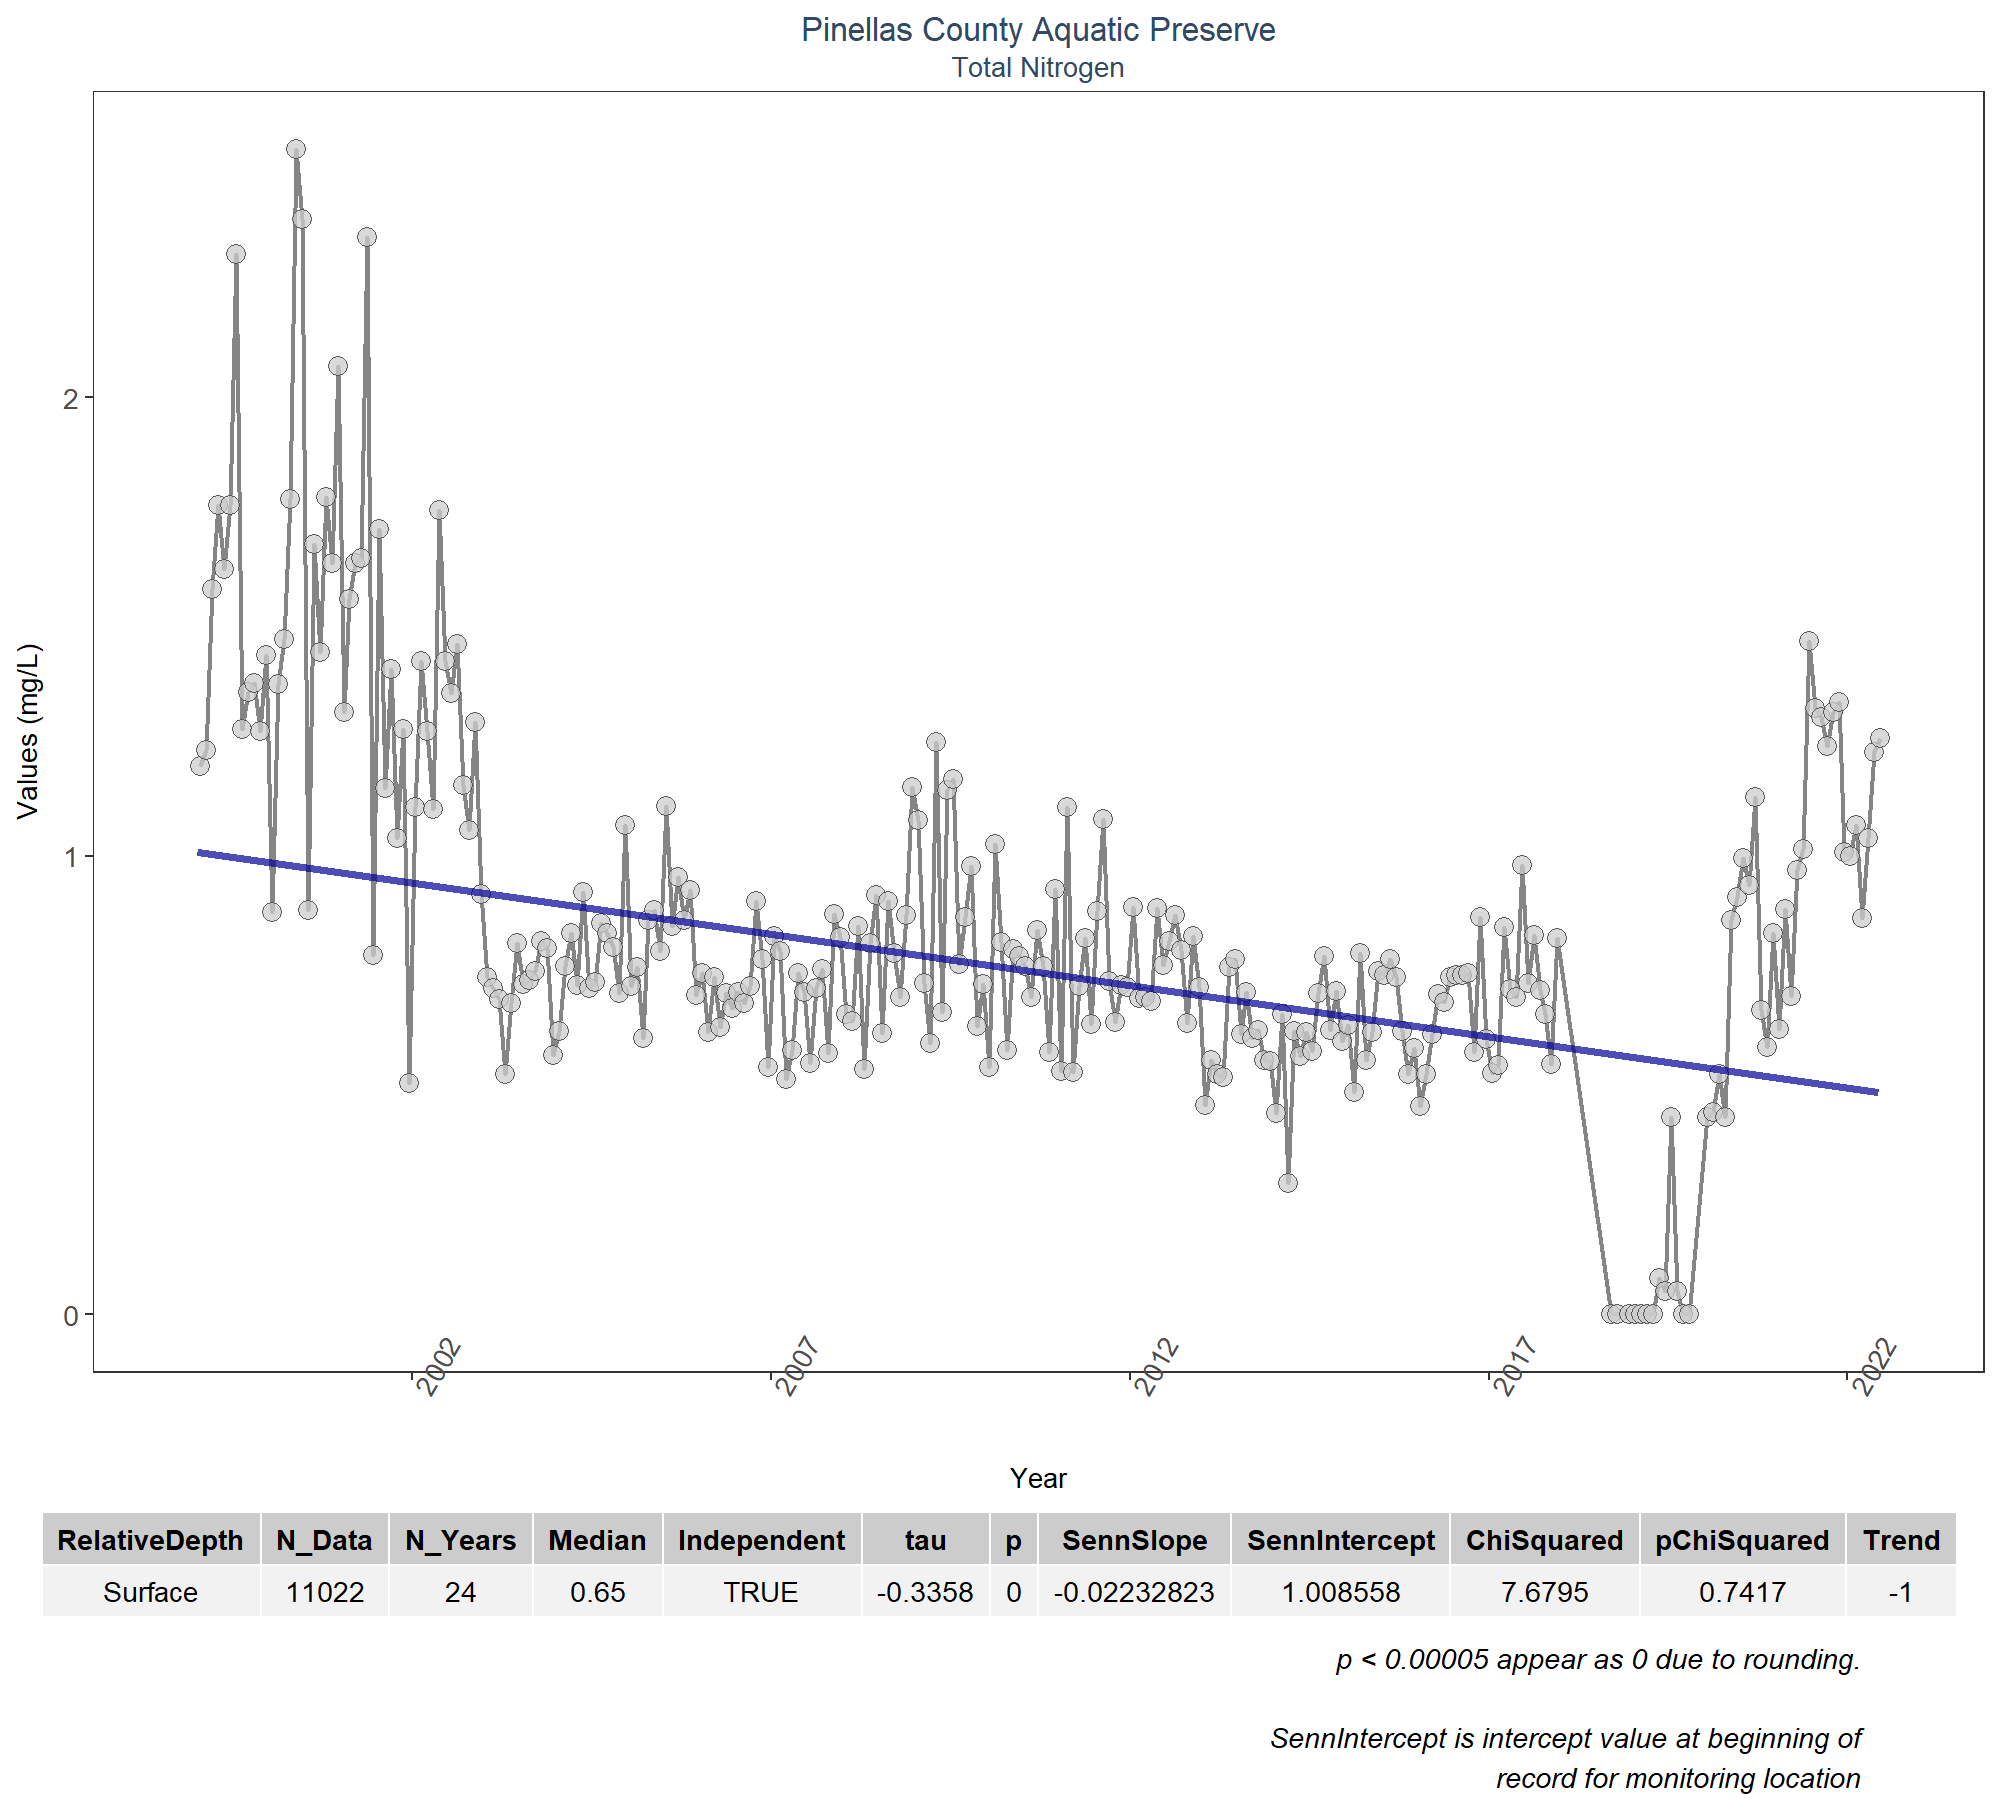 Pinellas County Aquatic Preserve
Total Nitrogen
Values (mg/L)
2
1
0
2002
2007
2012
2017
2022
Year
RelativeDepth N_Data N_Years Median Independent tau p SennSlope SennIntercept ChiSquared pChiSquared Trend
Surface 11022 24 0.65 TRUE -0.3358 0 -0.02232823 1.008558 7.6795 0.7417 -1
p < 0.00005 appear as 0 due to rounding.
SennIntercept is intercept value at beginning of
record for monitoring location